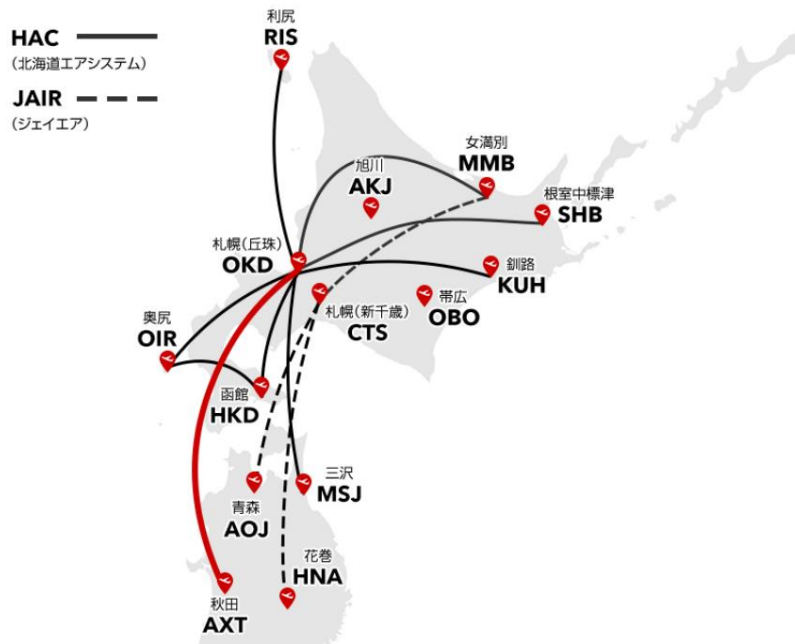 HAC
(北海道エアシステム)
JAIR
(ジェイエア)
利尻
RIS
女満別
MMB
旭川
AKJ
根室中標津
SHB
札幌(丘珠)
OKD
釧路
KUH
帯広
OBO
札幌(新千歳)
CTS
奥尻
OIR
函館
HKD
三沢
MSJ
青森
AOJ
花巻
HNA
秋田
AXT